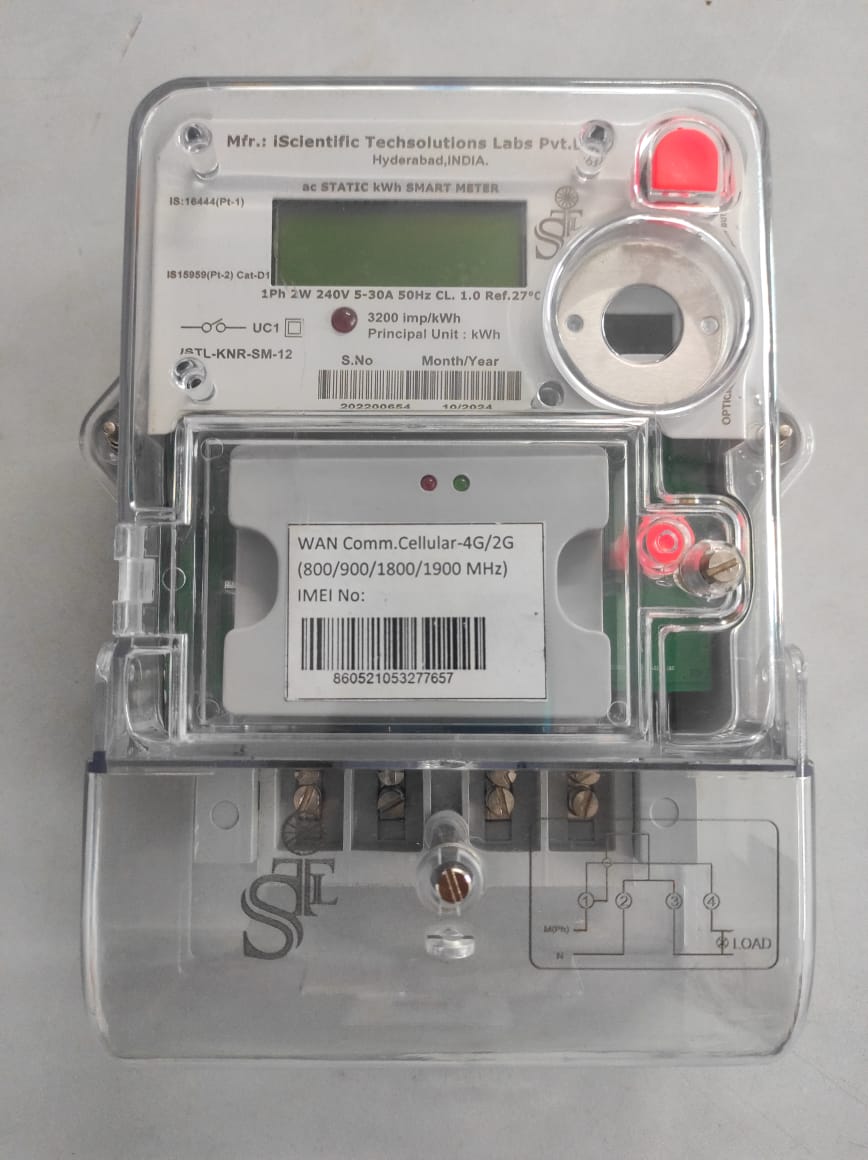 Mfr.: iScientific Techsolutions Labs Pvt.
Hyderabad,INDIA.
ac STATIC kWh SMART METER
IS:16444(Pt-1)
IS15959(Pt-2) Cat-D1
1Ph 2W 240V 5-30A 50Hz CL. 1.0 Ref.27°C
UC1
3200 imp/kWh
Principal Unit : kWh
ISTL-KNR-SM-12
S.No Month/Year
202200654 10/2024
WAN Comm.Cellular-4G/2G
(800/900/1800/1900 MHz)
IMEI No:
860521053277657
1 2 3 4
M(Ph)
N
LOAD